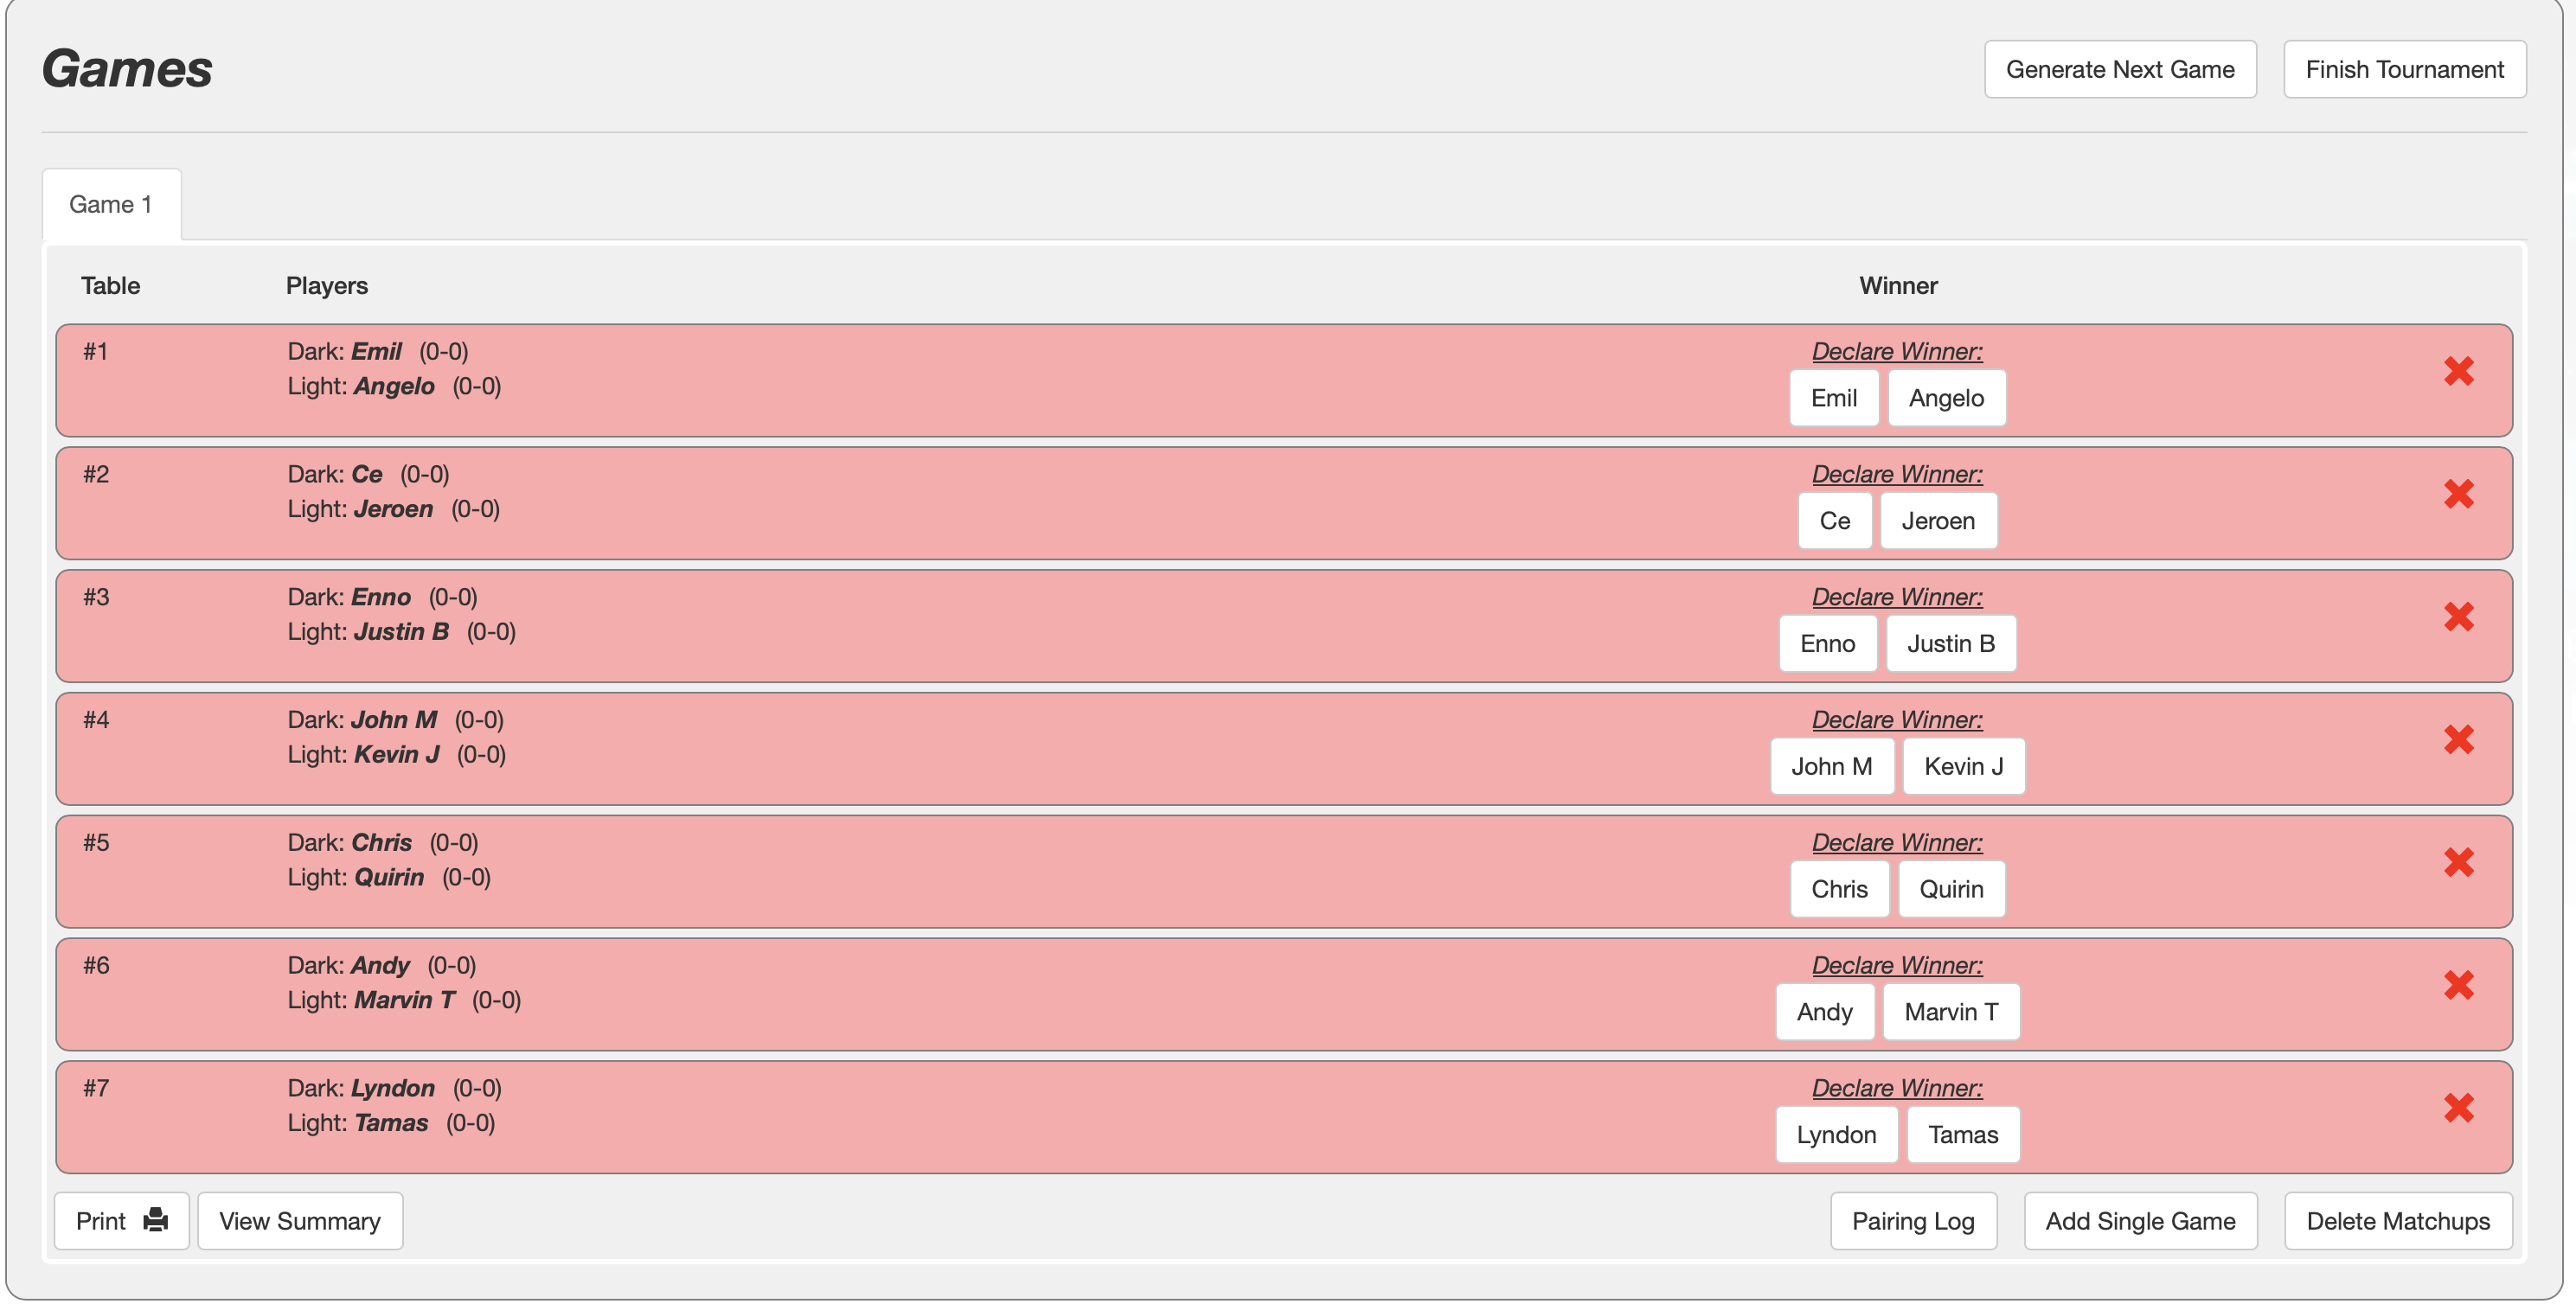 Games
Generate Next Game
Finish Tournament
Game 1
Table Players Winner
#1 Dark: Emil (0-0) Declare Winner:
Light: Angelo (0-0) Emil Angelo
#2 Dark: Ce (0-0) Declare Winner:
Light: Jeroen (0-0) Ce Jeroen
#3 Dark: Enno (0-0) Declare Winner:
Light: Justin B (0-0) Enno Justin B
#4 Dark: John M (0-0) Declare Winner:
Light: Kevin J (0-0) John M Kevin J
#5 Dark: Chris (0-0) Declare Winner:
Light: Quirin (0-0) Chris Quirin
#6 Dark: Andy (0-0) Declare Winner:
Light: Marvin T (0-0) Andy Marvin T
#7 Dark: Lyndon (0-0) Declare Winner:
Light: Tamas (0-0) Lyndon Tamas
Print View Summary Pairing Log Add Single Game Delete Matchups